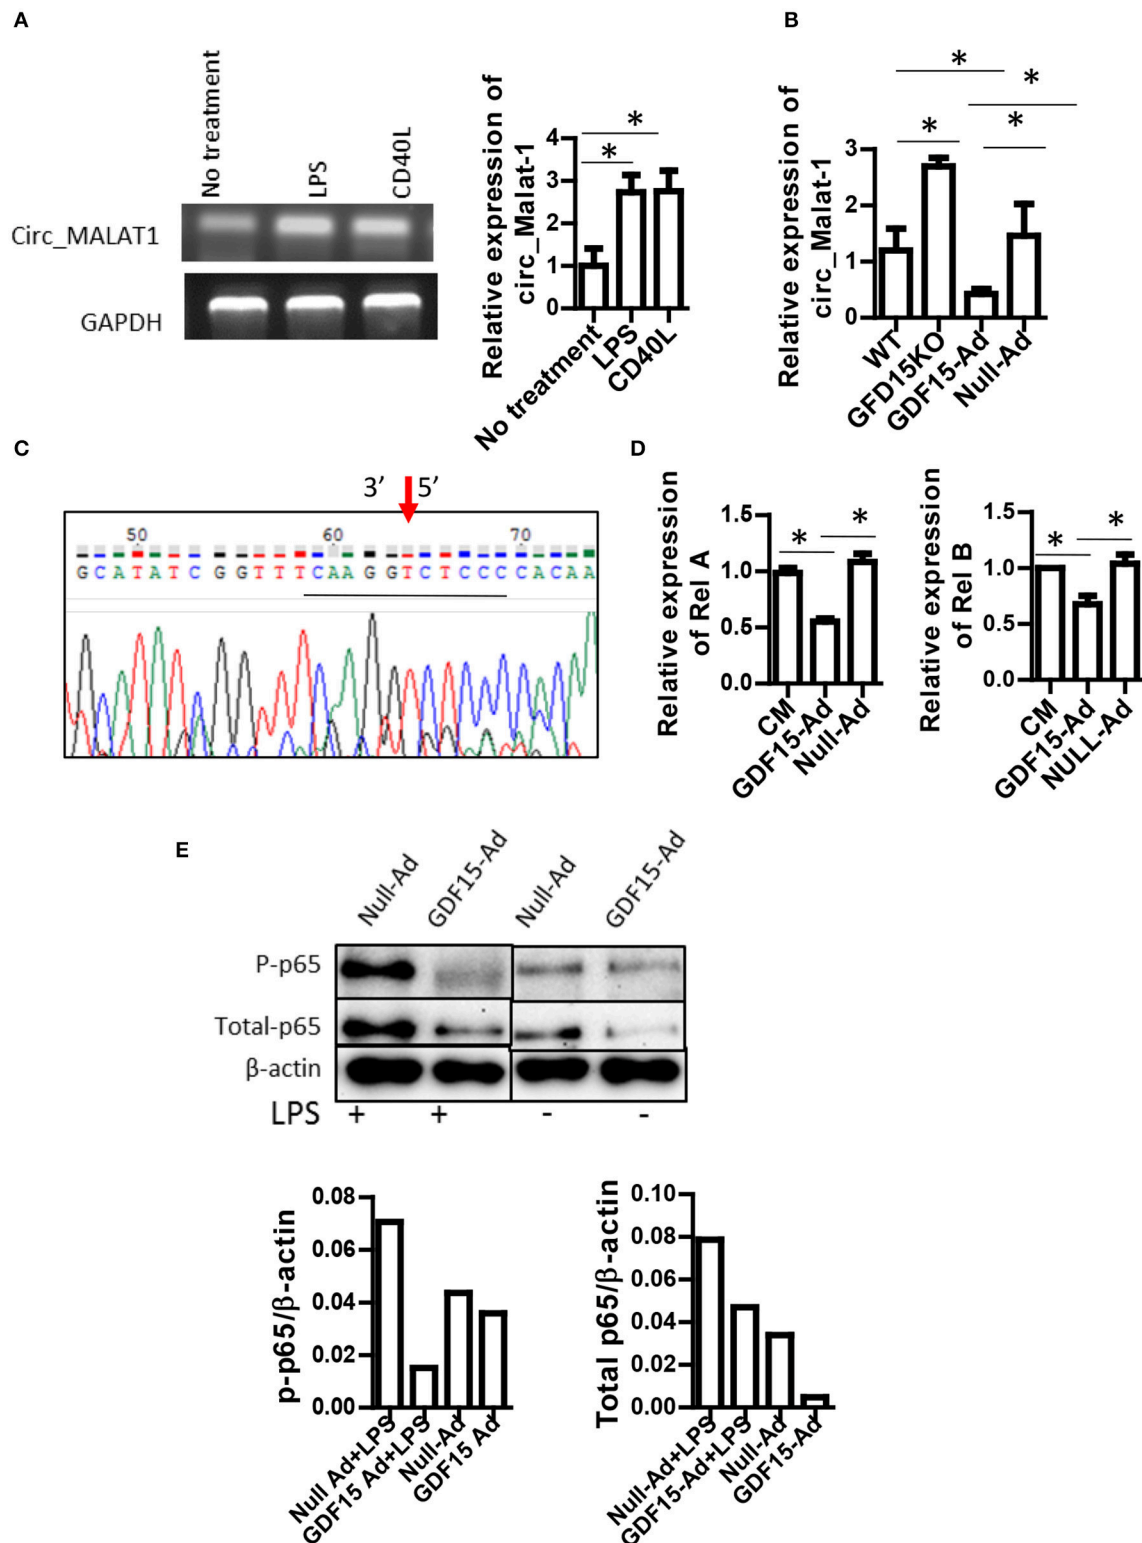 A
No treatment
LPS
CD40L
Circ_MALAT1
GAPDH
Relative expression of
circ_Malat-1
4
3
2
1
0
*
*
No treatment
LPS
CD40L
B
Relative expression of
circ_Malat-1
3
2
1
0
*
*
*
*
WT
GFD15KO
GDF15-Ad
Null-Ad
C
3’ 5’
50 60 70
G C A T A T C G G T T T C A A G G T C T C C C C A C A A
D
Relative expression
of Rel A
1.5
1.0
0.5
0.0
*
*
CM
GDF15-Ad
Null-Ad
Relative expression
of Rel B
1.5
1.0
0.5
0.0
*
*
CM
GDF15-Ad
NULL-Ad
E
Null-Ad
GDF15-Ad
Null-Ad
GDF15-Ad
P-p65
Total-p65
β-actin
LPS + + - -
p-p65/β-actin
0.08
0.06
0.04
0.02
0.00
Null Ad+LPS
GDF15 Ad+LPS
Null-Ad
GDF15 Ad
Total p65/β-actin
0.10
0.08
0.06
0.04
0.02
0.00
Null-Ad+LPS
GDF15-Ad+LPS
Null-Ad
GDF15-Ad